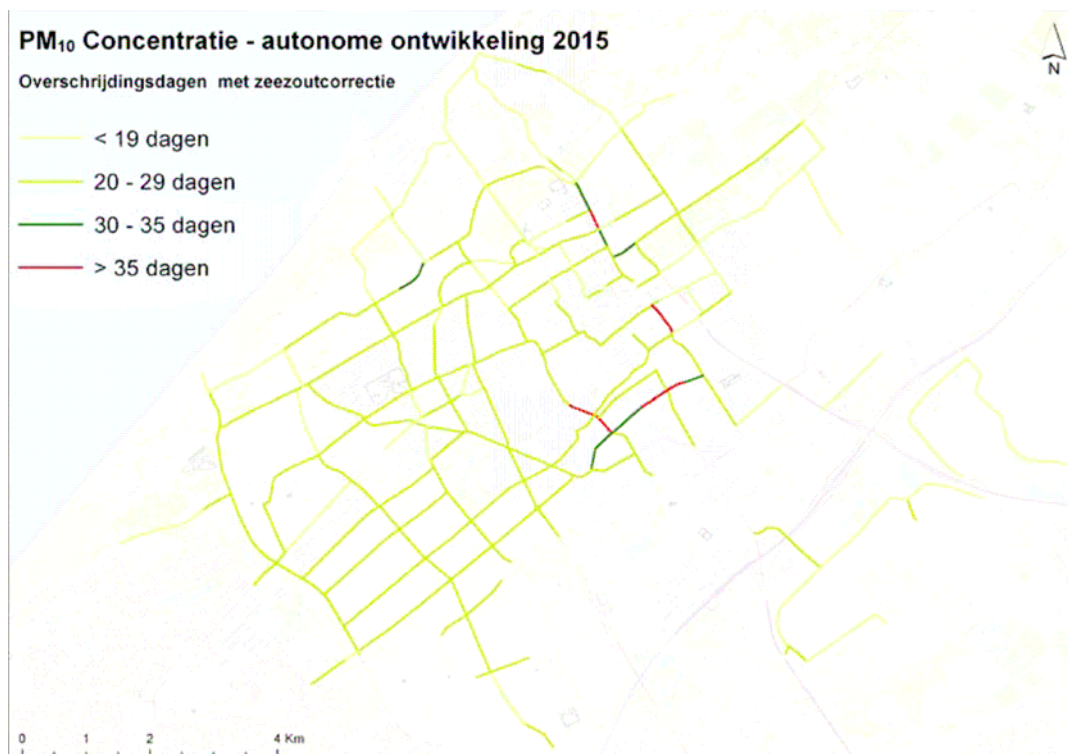 PM₁₀ Concentratie - autonome ontwikkeling 2015
Overschrijdingsdagen met zeezoutcorrectie
N
< 19 dagen
20 - 29 dagen
30 - 35 dagen
> 35 dagen
0 1 2 4 Km